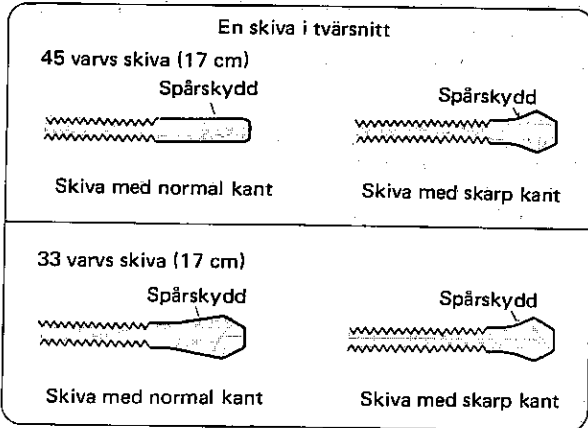 En skiva i tvärsnitt
45 varvs skiva (17 cm)
Spårskydd
Spårskydd
Skiva med normal kant
Skiva med skarp kant
33 varvs skiva (17 cm)
Spårskydd
Spårskydd
Skiva med normal kant
Skiva med skarp kant